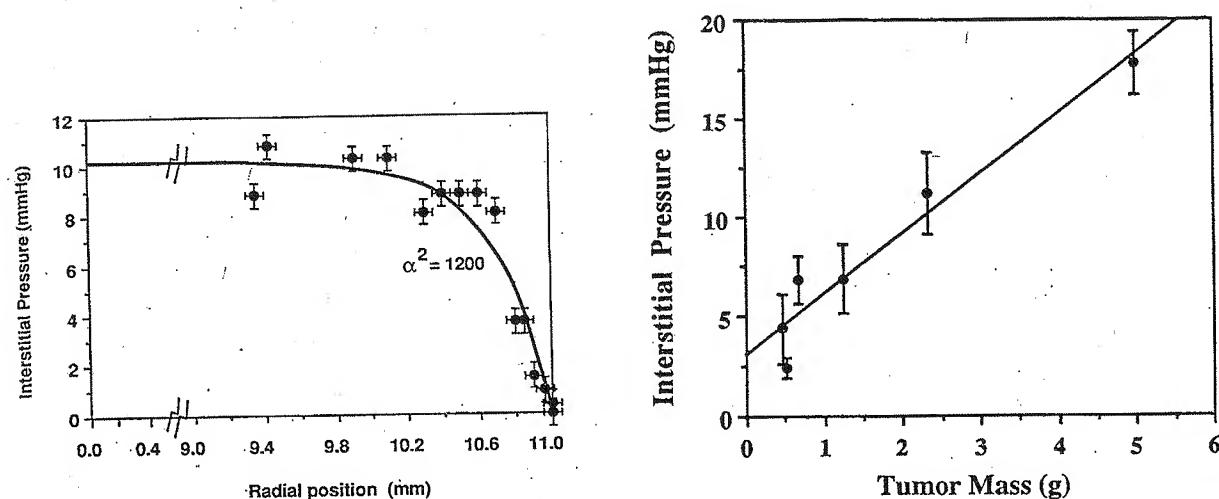 12
10
8
6
4
2
0
Interstitial Pressure (mmHg)
α² = 1200
0.0 0.4 9.0 9.4 9.8 10.2 10.6 11.0
Radial position (mm)
20
15
10
5
0
Interstitial Pressure (mmHg)
0 1 2 3 4 5 6
Tumor Mass (g)